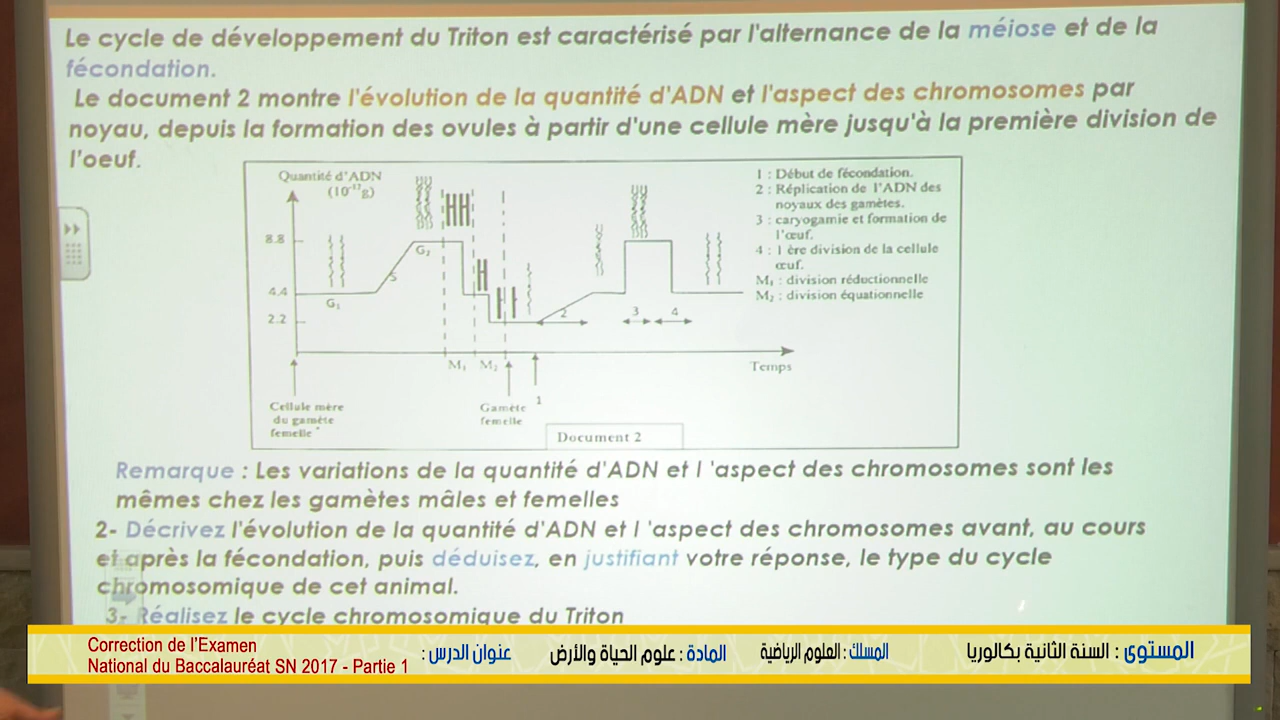 Le cycle de développement du Triton est caractérisé par l'alternance de la méiose et de la
fécondation.
Le document 2 montre l'évolution de la quantité d'ADN et l'aspect des chromosomes par
noyau, depuis la formation des ovules à partir d'une cellule mère jusqu'à la première division de
l'oeuf.
Quantité d'ADN
(10⁻¹²g)
8.8
4.4
2.2
G₁
S
G₂
2
3
4
M₁
M₂
Temps
1
Cellule mère
du gamète
femelle
Gamète
femelle
1 : Début de fécondation.
2 : Réplication de l'ADN des
noyaux des gamètes.
3 : caryogamie et formation de
l'œuf.
4 : 1 ère division de la cellule
œuf.
M₁ : division réductionnelle
M₂ : division équationnelle
Document 2
Remarque : Les variations de la quantité d'ADN et l 'aspect des chromosomes sont les
mêmes chez les gamètes mâles et femelles
2- Décrivez l'évolution de la quantité d'ADN et l 'aspect des chromosomes avant, au cours
et après la fécondation, puis déduisez, en justifiant votre réponse, le type du cycle
chromosomique de cet animal.
3- Réalisez le cycle chromosomique du Triton
المستوى : السنة الثانية بكالوريا
المسلك : العلوم الرياضية
المادة : علوم الحياة والأرض
عنوان الدرس :
Correction de l'Examen
National du Baccalauréat SN 2017 - Partie 1